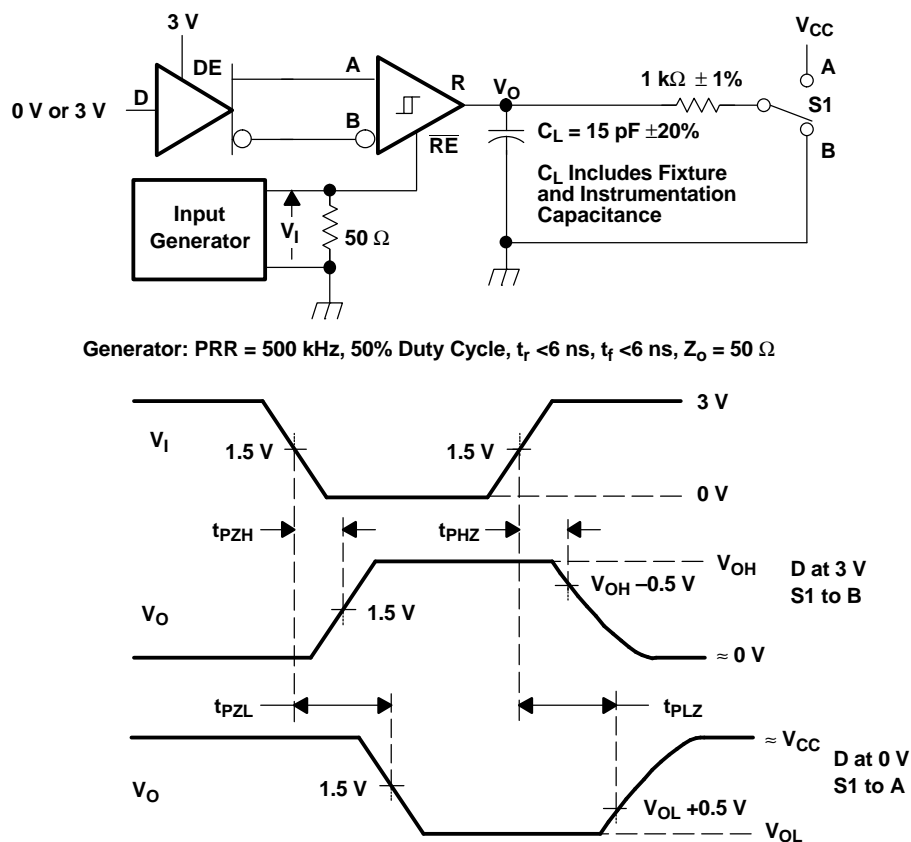 3 V
DE
D
0 V or 3 V
A
B
R
RE
V_O
1 kΩ ± 1%
V_CC
A
S1
B
C_L = 15 pF ±20%
C_L Includes Fixture
and Instrumentation
Capacitance
Input
Generator
V_I
50 Ω
Generator: PRR = 500 kHz, 50% Duty Cycle, t_r <6 ns, t_f <6 ns, Z_o = 50 Ω
V_I
1.5 V
1.5 V
3 V
0 V
t_PZH
t_PHZ
V_OH
V_OH –0.5 V
D at 3 V
S1 to B
V_O
1.5 V
≈ 0 V
t_PZL
t_PLZ
≈ V_CC
D at 0 V
S1 to A
V_O
1.5 V
V_OL +0.5 V
V_OL